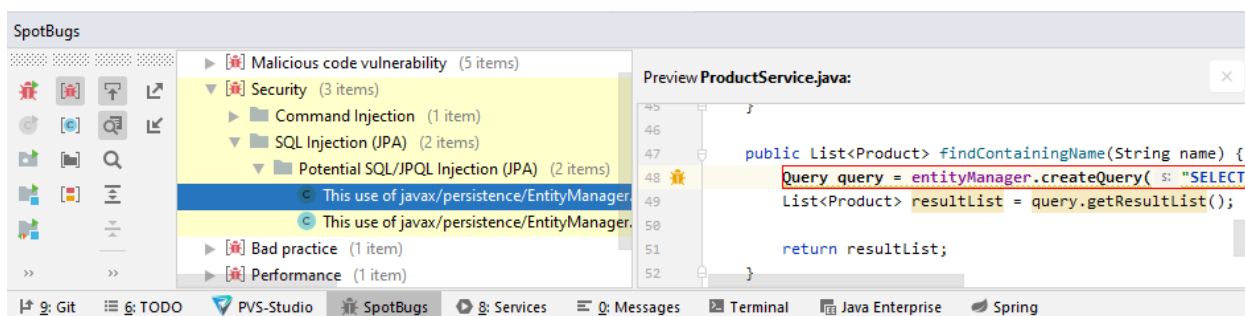 SpotBugs
Malicious code vulnerability (5 items)
Security (3 items)
Command Injection (1 item)
SQL Injection (JPA) (2 items)
Potential SQL/JPQL Injection (JPA) (2 items)
This use of javax/persistence/EntityManager.
This use of javax/persistence/EntityManager.
Bad practice (1 item)
Performance (1 item)
>>
>>
Preview ProductService.java:
45 }
46
47 public List<Product> findContainingName(String name) {
48 Query query = entityManager.createQuery( s: "SELECT
49 List<Product> resultList = query.getResultList();
50
51 return resultList;
52 }
9: Git
6: TODO
PVS-Studio
SpotBugs
8: Services
0: Messages
Terminal
Java Enterprise
Spring